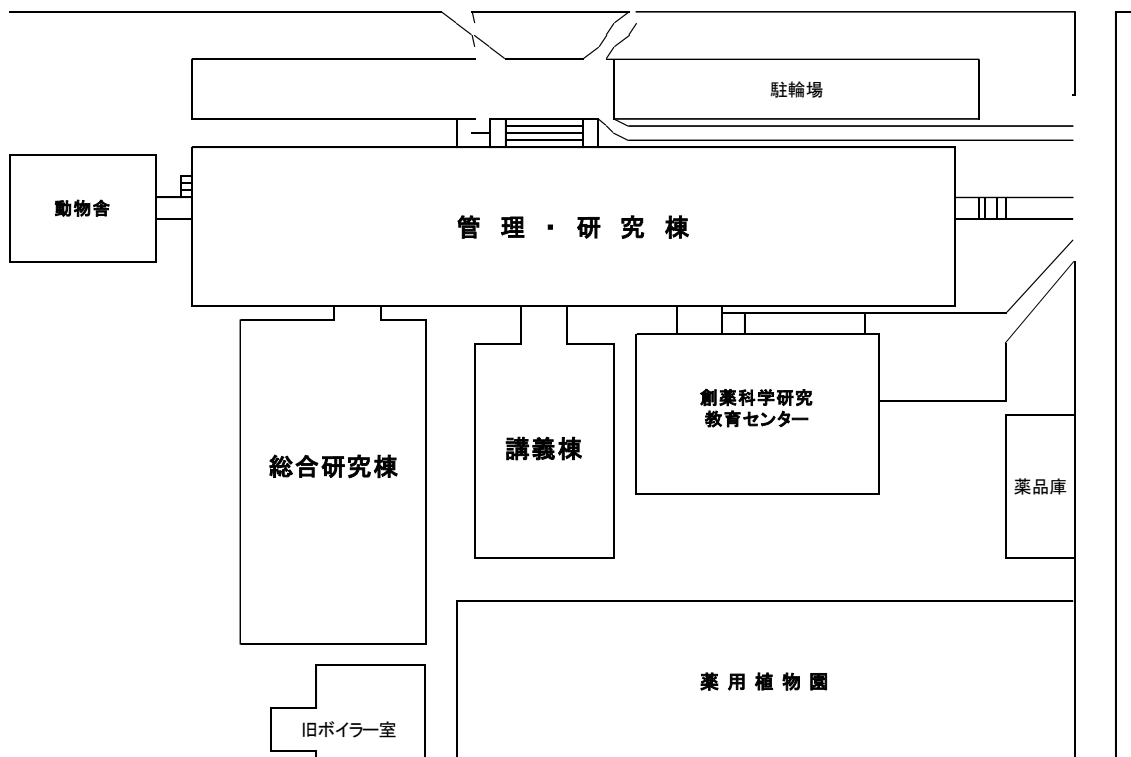 駐輪場
動物舎
管理・研究棟
創薬科学研究
教育センター
講義棟
総合研究棟
薬品庫
薬用植物園
旧ボイラー室